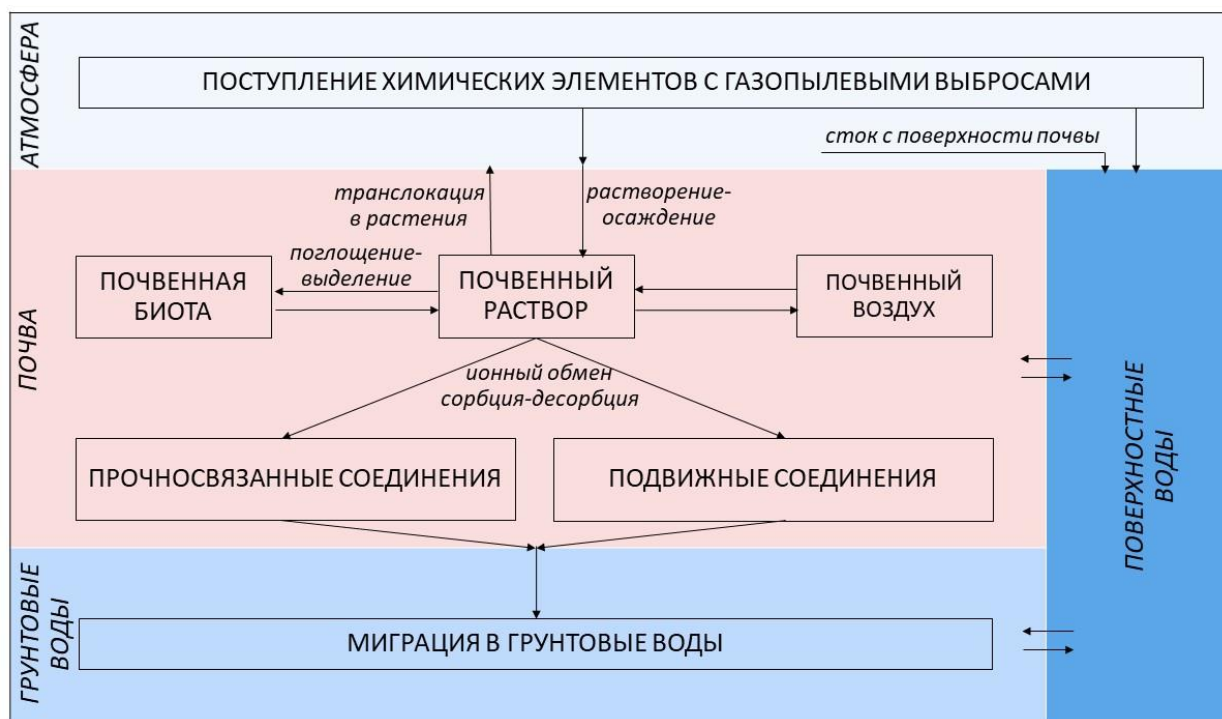 АТМОСФЕРА
ПОСТУПЛЕНИЕ ХИМИЧЕСКИХ ЭЛЕМЕНТОВ С ГАЗОПЫЛЕВЫМИ ВЫБРОСАМИ
сток с поверхности почвы
ПОЧВА
транслокация
в растения
растворение-
осаждение
поглощение-
выделение
ПОЧВЕННАЯ
БИОТА
ПОЧВЕННЫЙ
РАСТВОР
ПОЧВЕННЫЙ
ВОЗДУХ
ионный обмен
сорбция-десорбция
ПРОЧНОСВЯЗАННЫЕ СОЕДИНЕНИЯ
ПОДВИЖНЫЕ СОЕДИНЕНИЯ
ПОВЕРХНОСТНЫЕ
ВОДЫ
ГРУНТОВЫЕ
ВОДЫ
МИГРАЦИЯ В ГРУНТОВЫЕ ВОДЫ